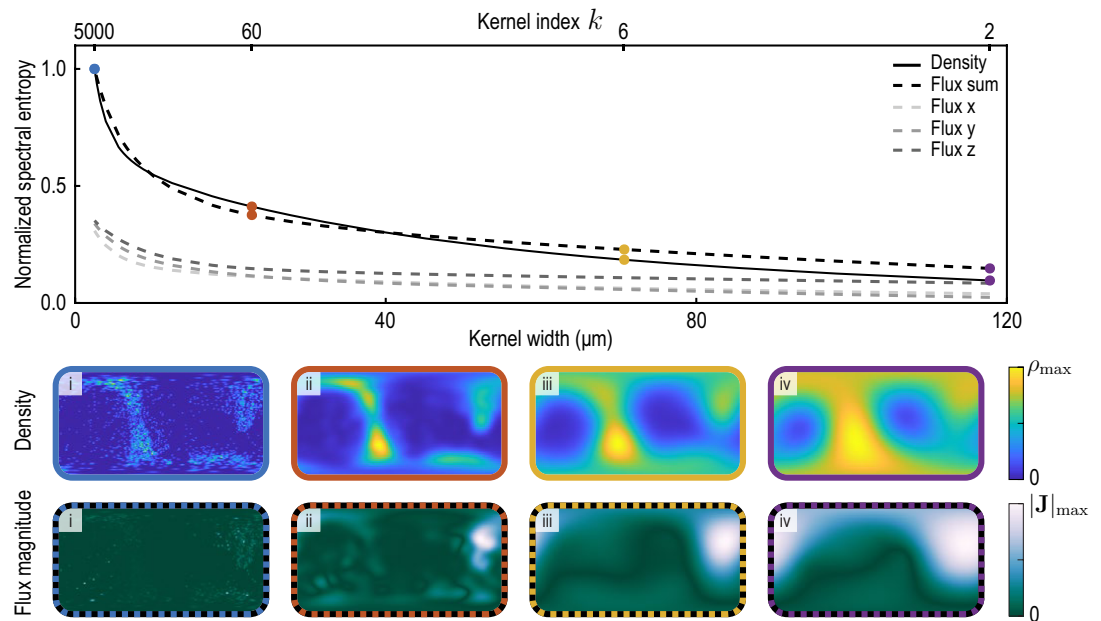 Kernel index k
5000 60 6 2
Normalized spectral entropy
1.0
0.5
0.0
Density
Flux sum
Flux x
Flux y
Flux z
0 40 80 120
Kernel width (μm)
Density
i ii iii iv
ρmax
0
Flux magnitude
i ii iii iv
|J|max
0